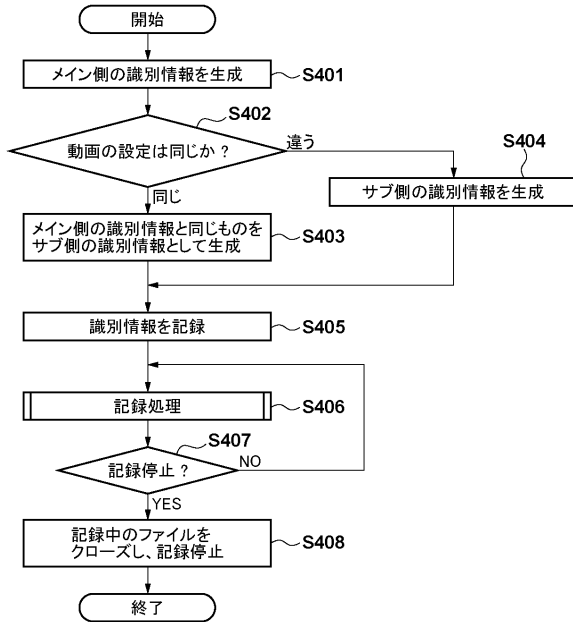 開始
メイン側の識別情報を生成
S401
S402
動画の設定は同じか？
違う
S404
同じ
サブ側の識別情報を生成
メイン側の識別情報と同じものを
サブ側の識別情報として生成
S403
識別情報を記録
S405
記録処理
S406
S407
記録停止？
NO
YES
記録中のファイルを
クローズし、記録停止
S408
終了